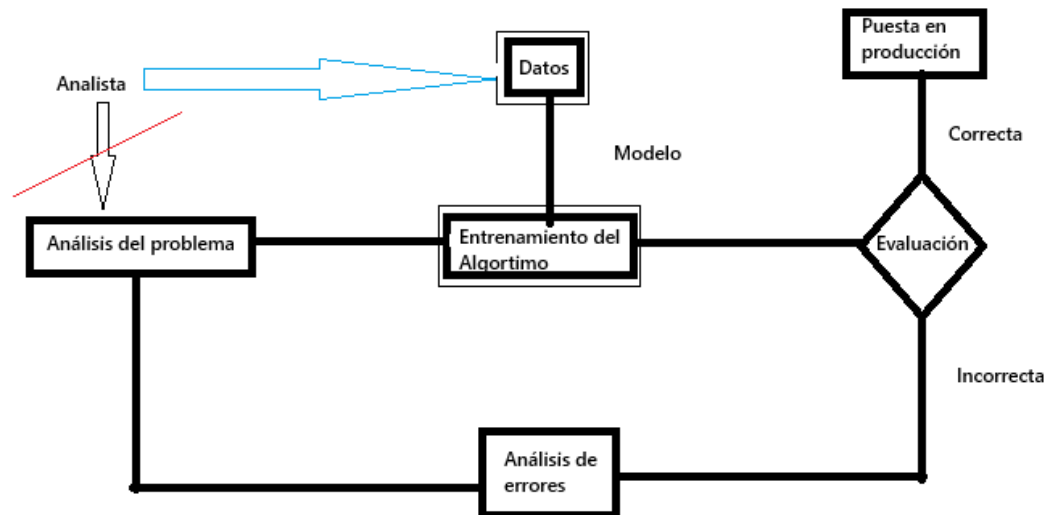 Puesta en
producción
Datos
Analista
Correcta
Modelo
Análisis del problema
Entrenamiento del
Algortimo
Evaluación
Incorrecta
Análisis de
errores